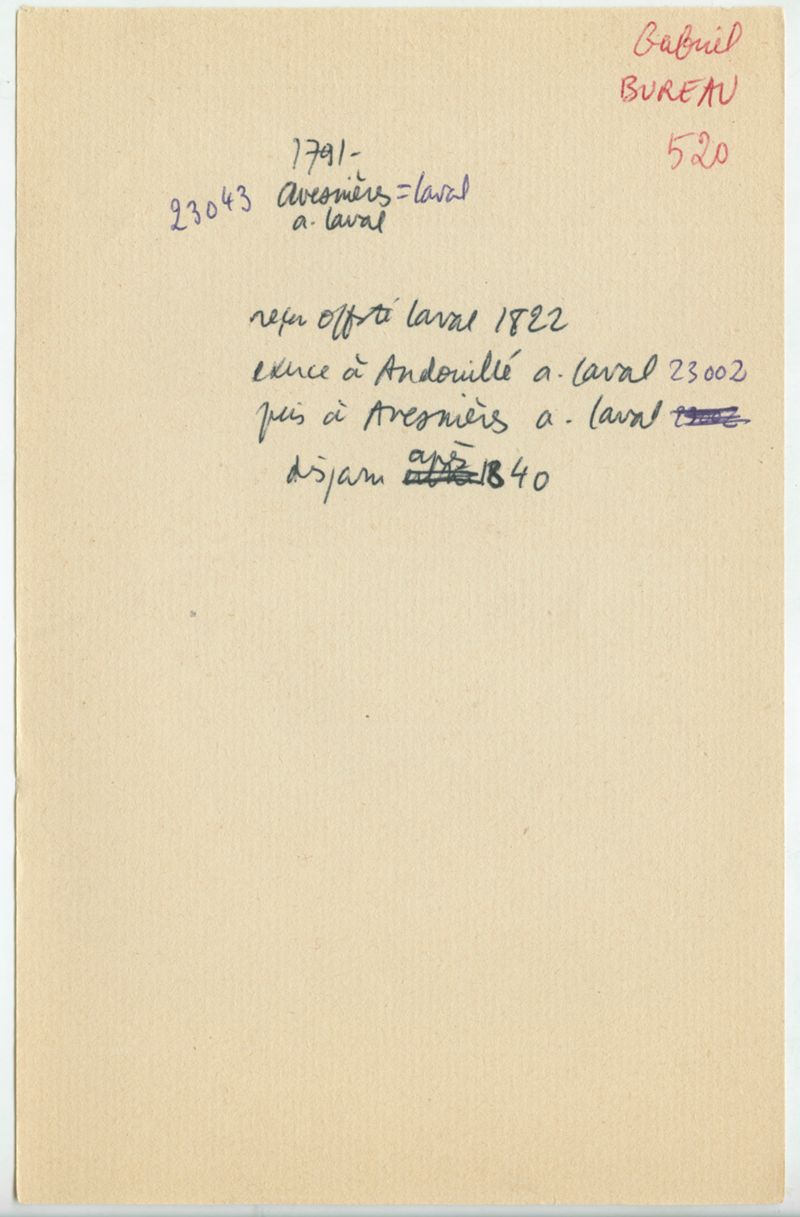 Gabriel
BUREAU
520
1791-
23043 Avesnières = Laval
a. Laval
reçu offsté Laval 1822
exerce à Andouillé a. Laval 23002
puis à Avesnières a. Laval
disparu après 1840